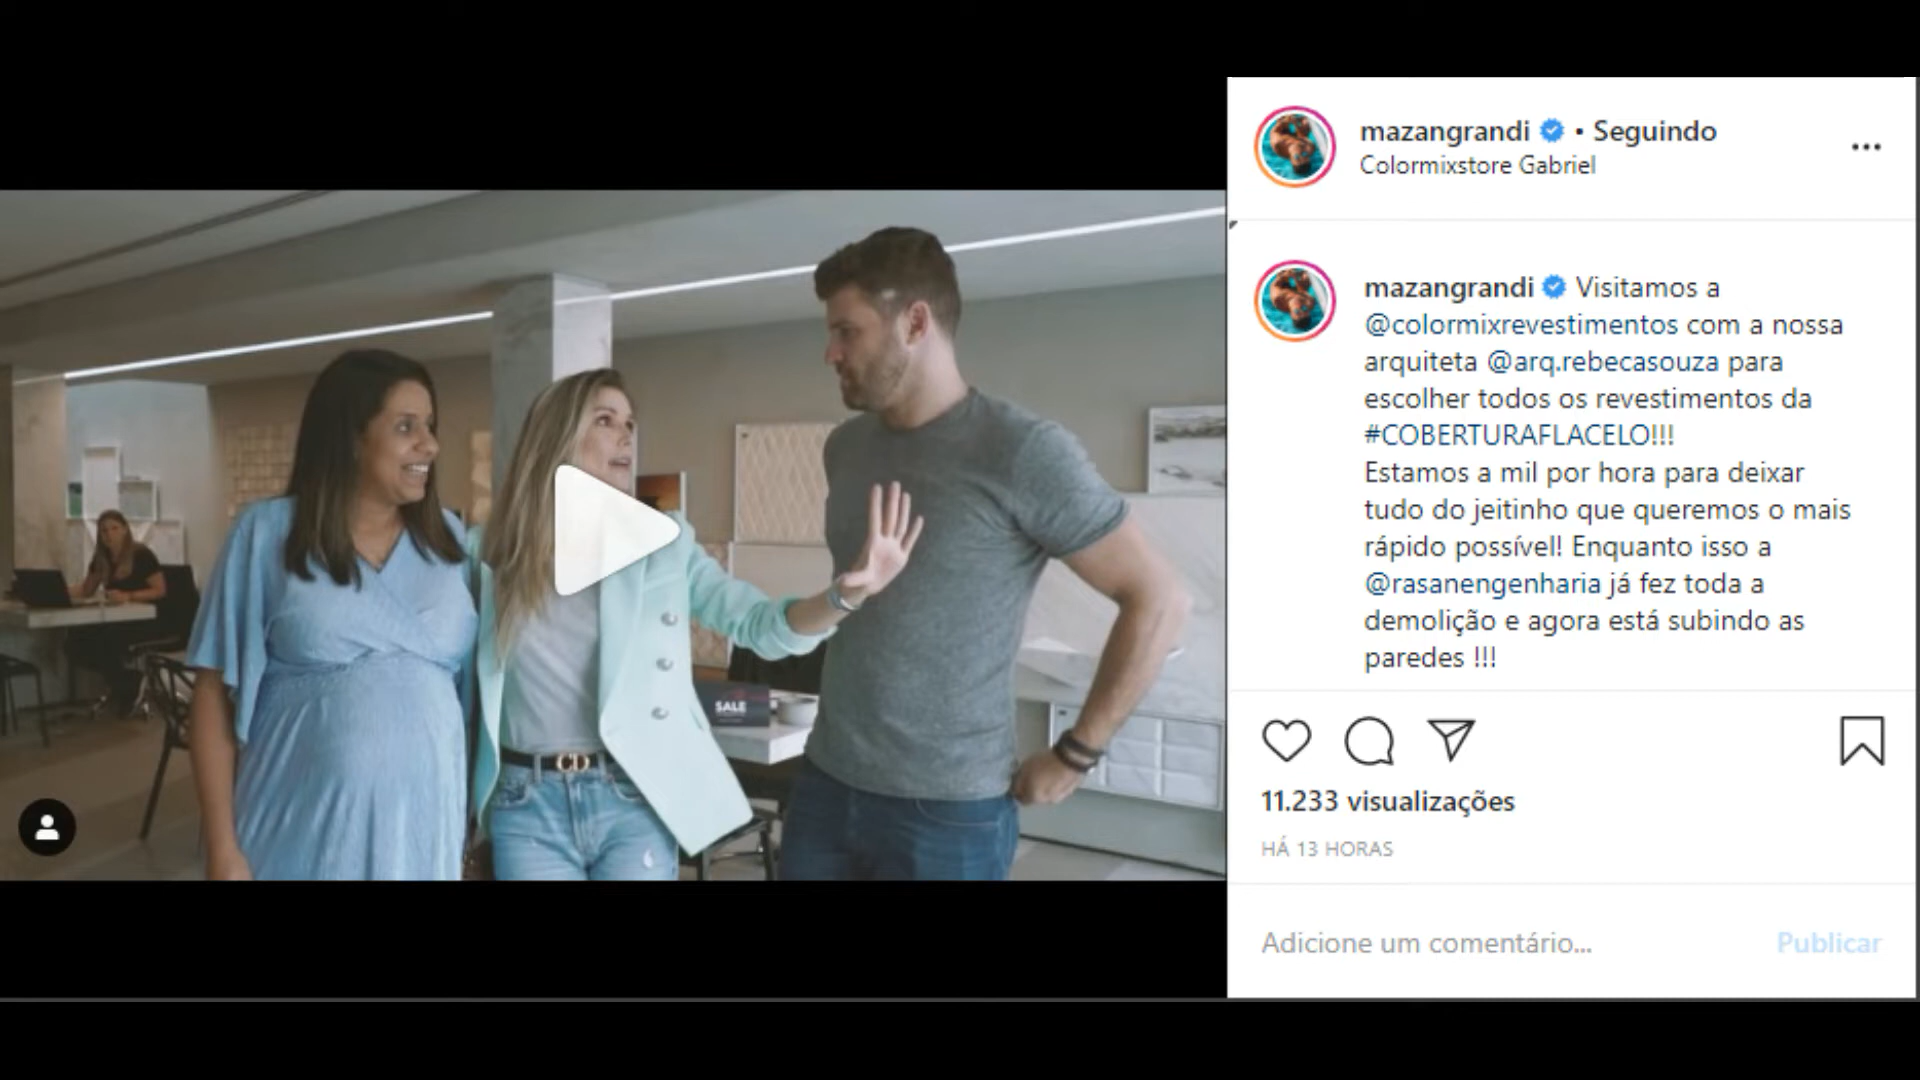 mazangrandi • Seguindo
Colormixstore Gabriel
mazangrandi Visitamos a
@colormixrevestimentos com a nossa
arquiteta @arq.rebecasouza para
escolher todos os revestimentos da
#COBERTURAFLACELO!!!
Estamos a mil por hora para deixar
tudo do jeitinho que queremos o mais
rápido possível! Enquanto isso a
@rasanengenharia já fez toda a
demolição e agora está subindo as
paredes !!!
SALE
CD
11.233 visualizações
HÁ 13 HORAS
Adicione um comentário...
Publicar